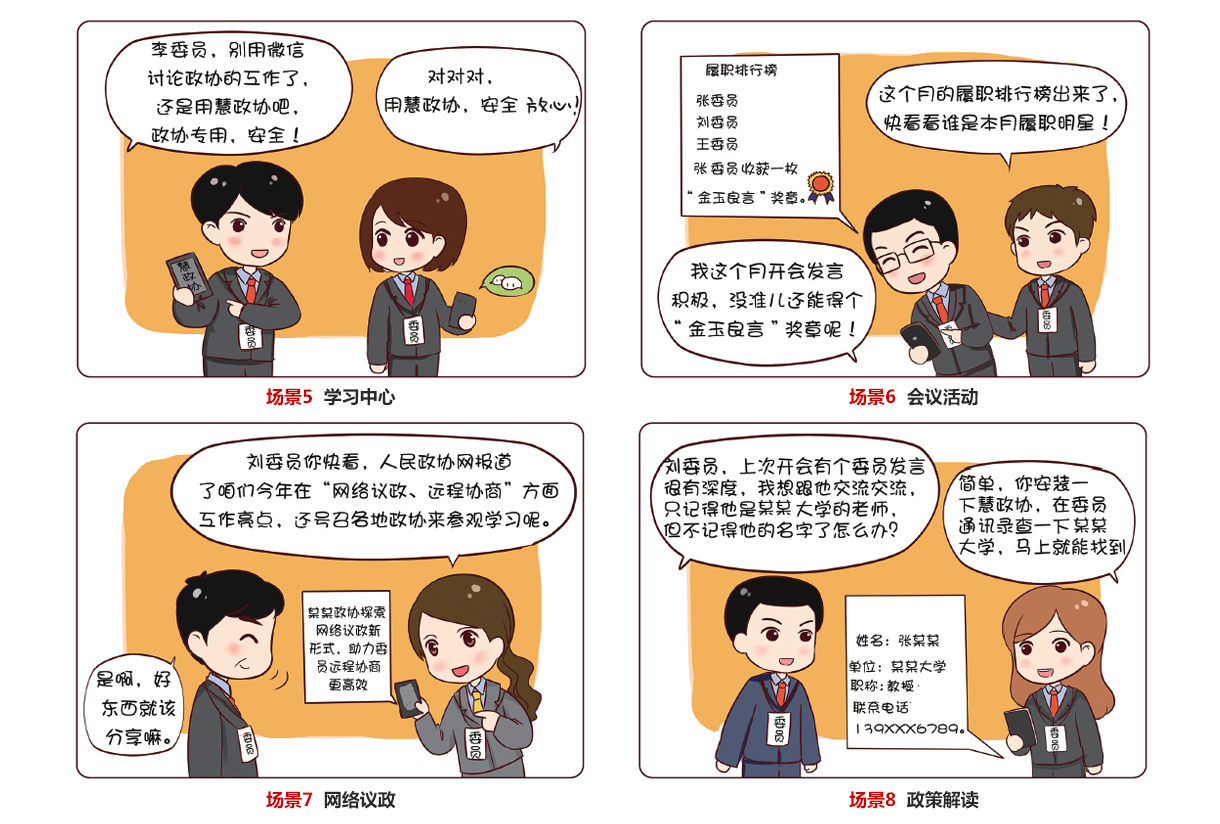 李委员，别用微信
讨论政协的互作了，
还是用慧政协吧，
政协专用，安全！
对对对，
用慧政协，安全 放心！
慧政协
委员
委员
场景5 学习中心
履职排行榜
张委员
刘委员
王委员
张委员收获一枚
“金玉良言”奖章。
这个月的履职排行榜出来了，
快看看谁是本月履职明星！
我这个月开会发言
积极，没准儿还能得个
“金玉良言”奖章呢！
委员
委员
场景6 会议活动
刘委员你快看，人民政协网报道
了咱们今年在“网络议政、远程协商”方面
互作亮点，还号召各地政协来参观学习呢。
某某政协探索
网络议政新
形式，助力委
员远程协商
更高效
是啊，好
东西就该
分享嘛。
委员
委员
场景7 网络议政
刘委员，上次开会有个委员发言
很有深度，我想跟他交流交流，
只记得他是某某大学的老师，
但不记得他的名字了怎么办？
简单，你安装一
下慧政协，在委员
通讯录查一下某某
大学，马上就能找到
姓名：张某某
单位：某某大学
职称：教授
联系电话
139XXX6789。
委员
委员
场景8 政策解读